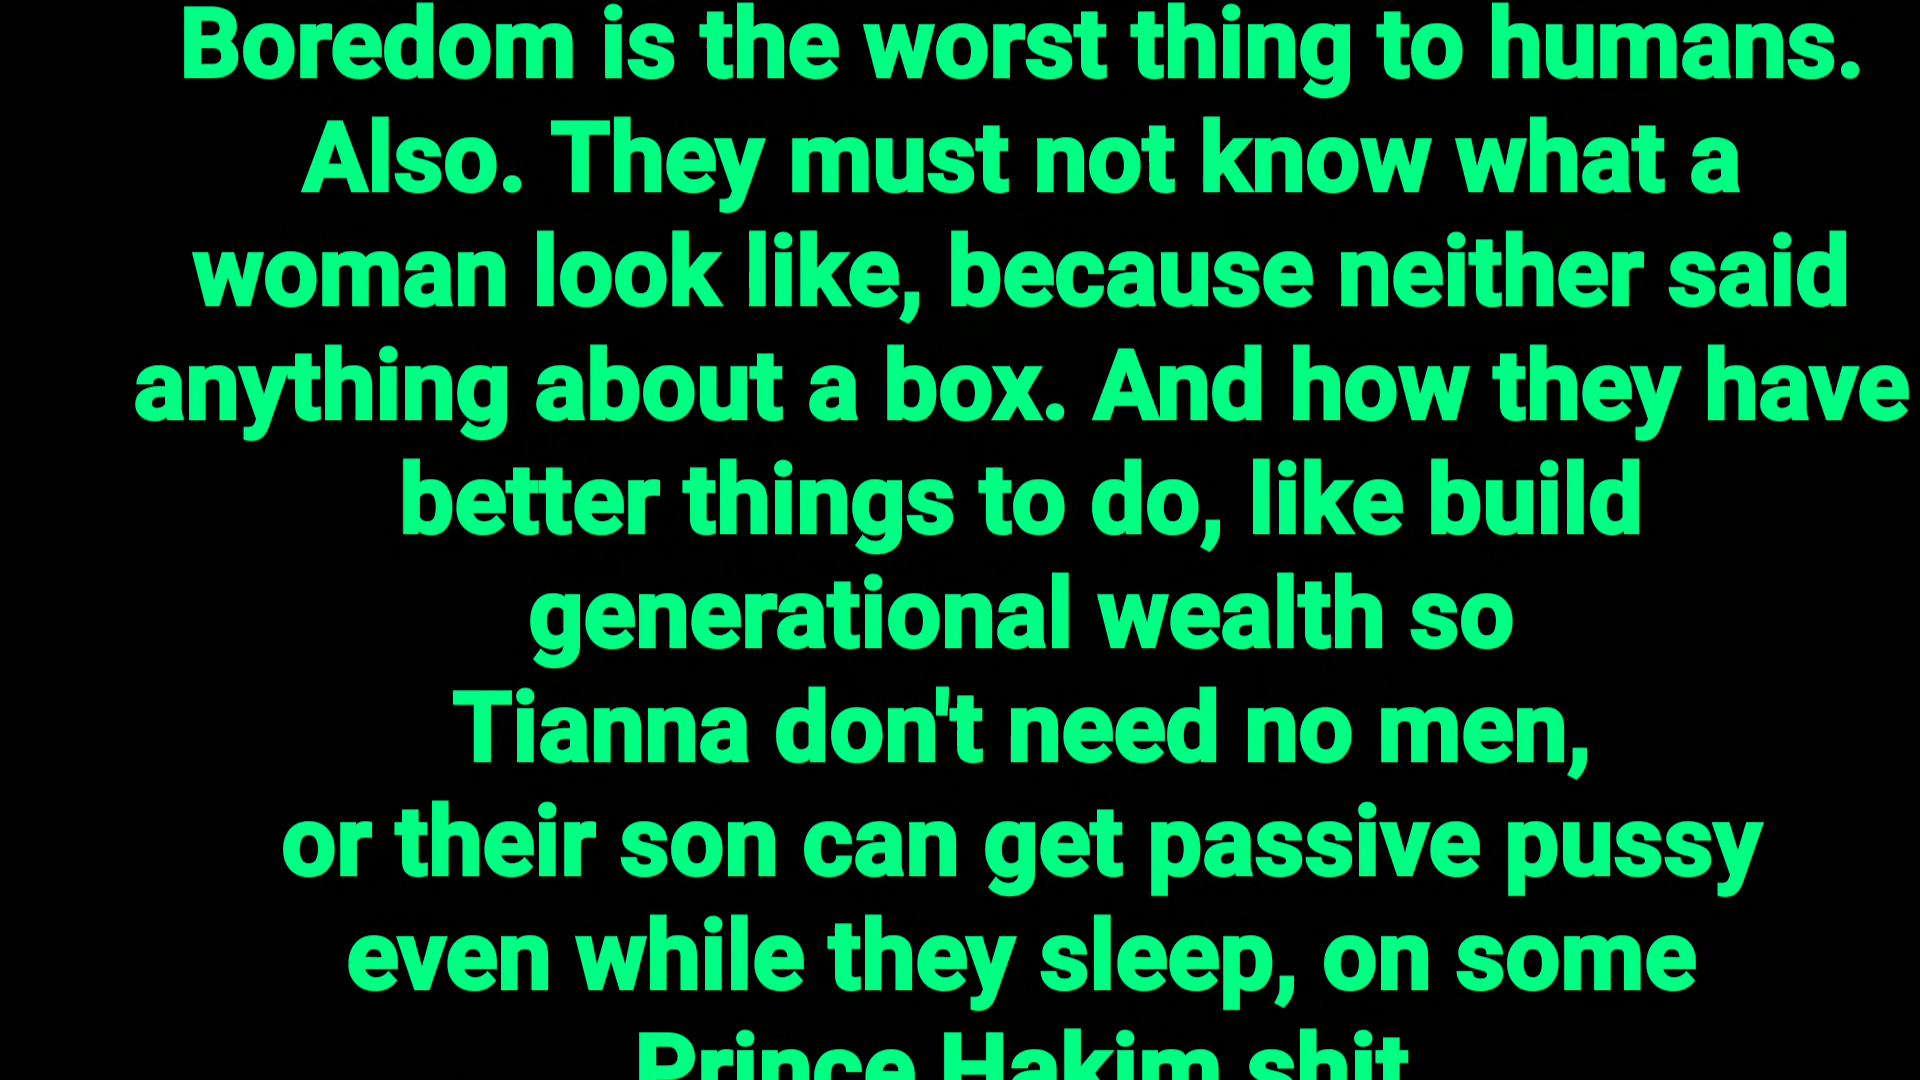 Boredom is the worst thing to humans.
Also. They must not know what a
woman look like, because neither said
anything about a box. And how they have
better things to do, like build
generational wealth so
Tianna don't need no men,
or their son can get passive pussy
even while they sleep, on some
Prince Hakim shit